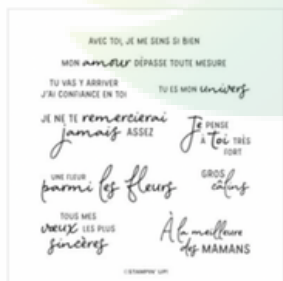 AVEC TOI, JE ME SENS SI BIEN
MON amour DÉPASSE TOUTE MESURE
TU VAS Y ARRIVER
J'AI CONFIANCE EN TOI
TU ES MON univers
JE NE TE remercierai
jamais ASSEZ
Je PENSE
À toi TRÈS
FORT
UNE FLEUR
parmi les fleurs
GROS
câlins
TOUS MES
vœux LES PLUS
sincères
À la meilleure
des MAMANS
© STAMPIN' UP!